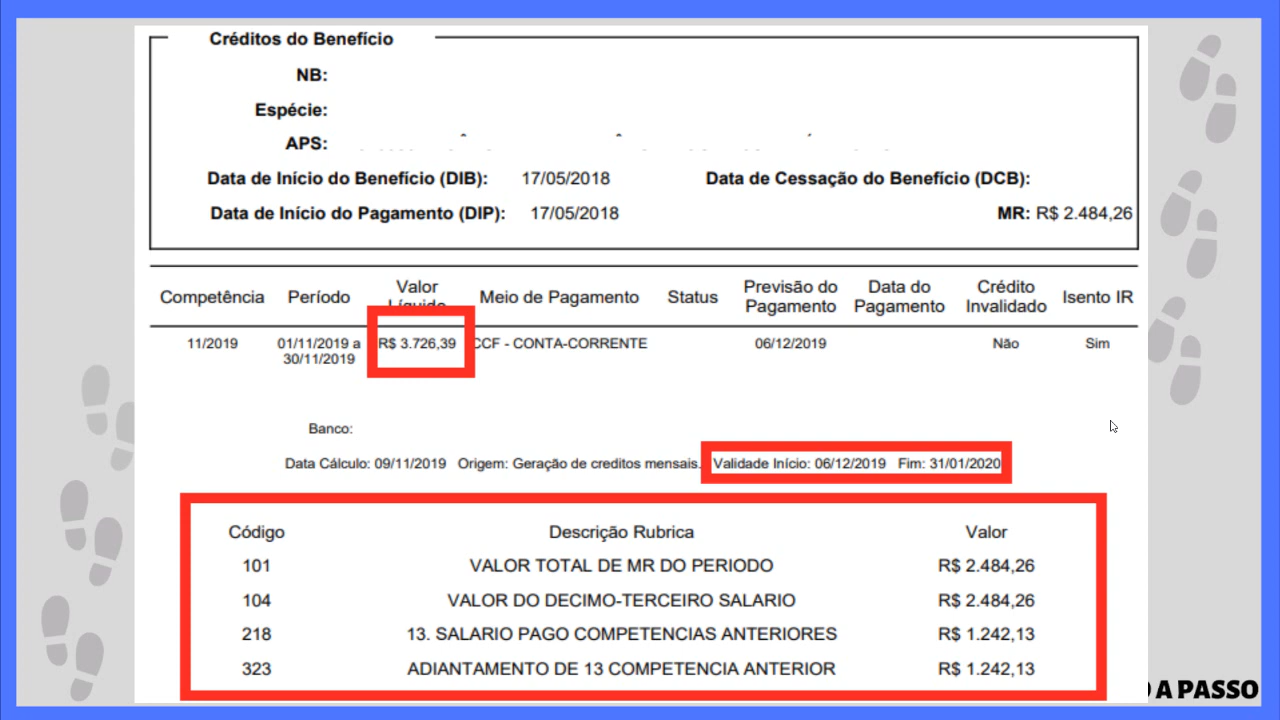 Créditos do Benefício
NB:
Espécie:
APS:
Data de Início do Benefício (DIB): 17/05/2018 Data de Cessação do Benefício (DCB):
Data de Início do Pagamento (DIP): 17/05/2018 MR: R$ 2.484,26
Competência Período Valor Líquido Meio de Pagamento Status Previsão do Pagamento Data do Pagamento Crédito Invalidado Isento IR
11/2019 01/11/2019 a 30/11/2019 R$ 3.726,39 CCF - CONTA-CORRENTE 06/12/2019 Não Sim
Banco:
Data Cálculo: 09/11/2019 Origem: Geração de creditos mensais. Validade Início: 06/12/2019 Fim: 31/01/2020
Código Descrição Rubrica Valor
101 VALOR TOTAL DE MR DO PERIODO R$ 2.484,26
104 VALOR DO DECIMO-TERCEIRO SALARIO R$ 2.484,26
218 13. SALARIO PAGO COMPETENCIAS ANTERIORES R$ 1.242,13
323 ADIANTAMENTO DE 13 COMPETENCIA ANTERIOR R$ 1.242,13
A PASSO